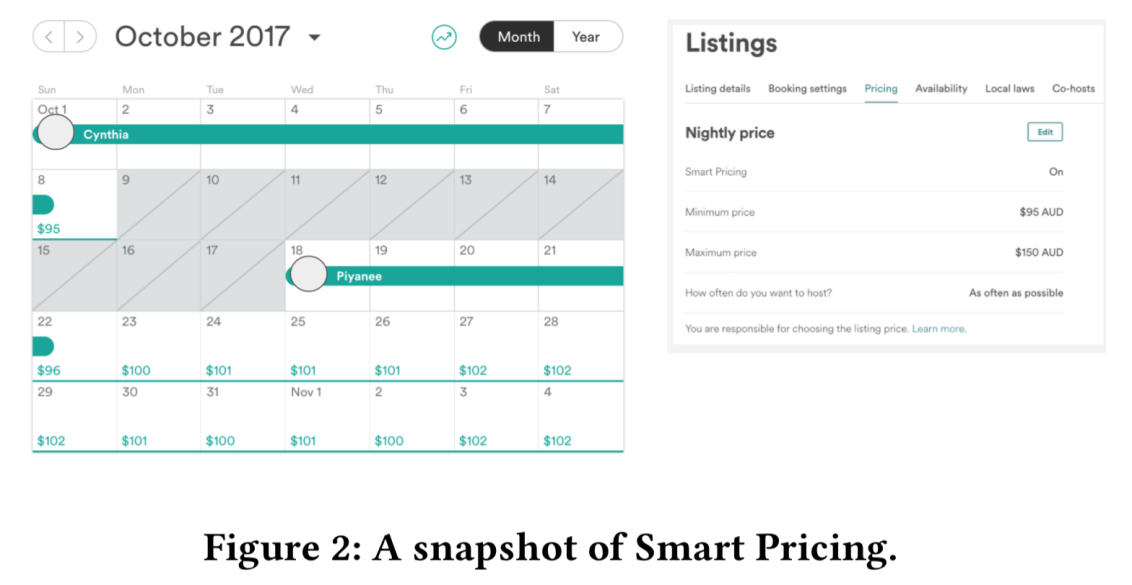 October 2017
Month Year
Sun Mon Tue Wed Thu Fri Sat
Oct 1 2 3 4 5 6 7
Cynthia
8 9 10 11 12 13 14
$95
15 16 17 18 19 20 21
Piyanee
22 23 24 25 26 27 28
$96 $100 $101 $101 $101 $102 $102
29 30 31 Nov 1 2 3 4
$102 $101 $100 $101 $100 $102 $102
Listings
Listing details Booking settings Pricing Availability Local laws Co-hosts
Nightly price Edit
Smart Pricing On
Minimum price $95 AUD
Maximum price $150 AUD
How often do you want to host? As often as possible
You are responsible for choosing the listing price. Learn more.
Figure 2: A snapshot of Smart Pricing.